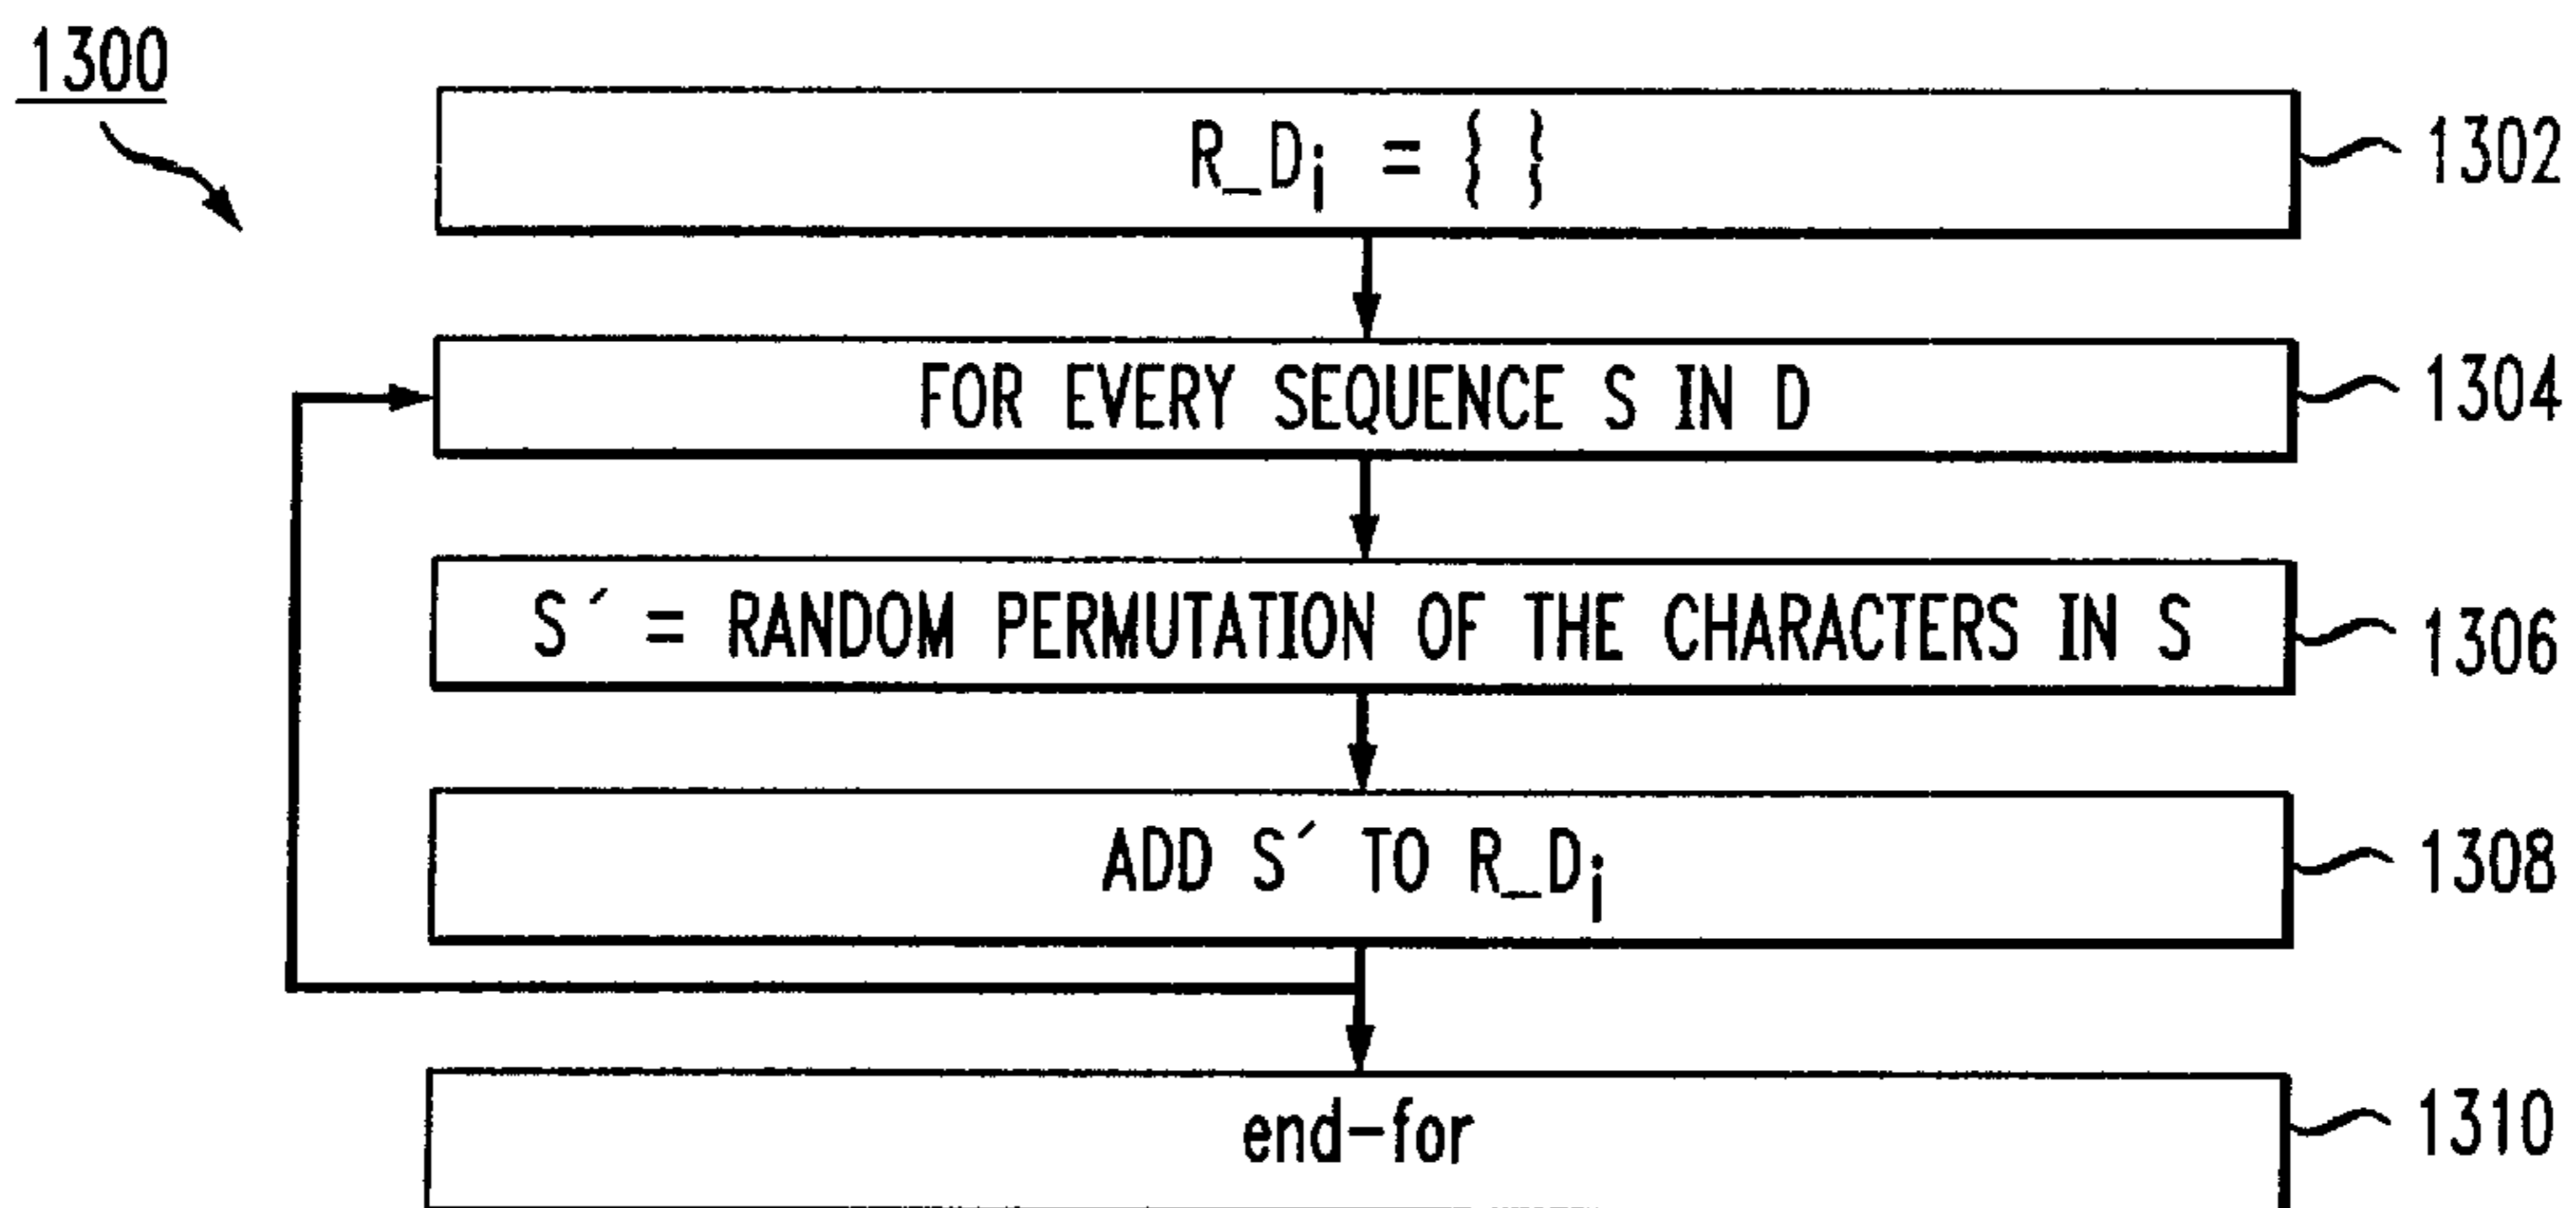 1300
R_Di = { }
1302
FOR EVERY SEQUENCE S IN D
1304
S´ = RANDOM PERMUTATION OF THE CHARACTERS IN S
1306
ADD S´ TO R_Di
1308
end-for
1310